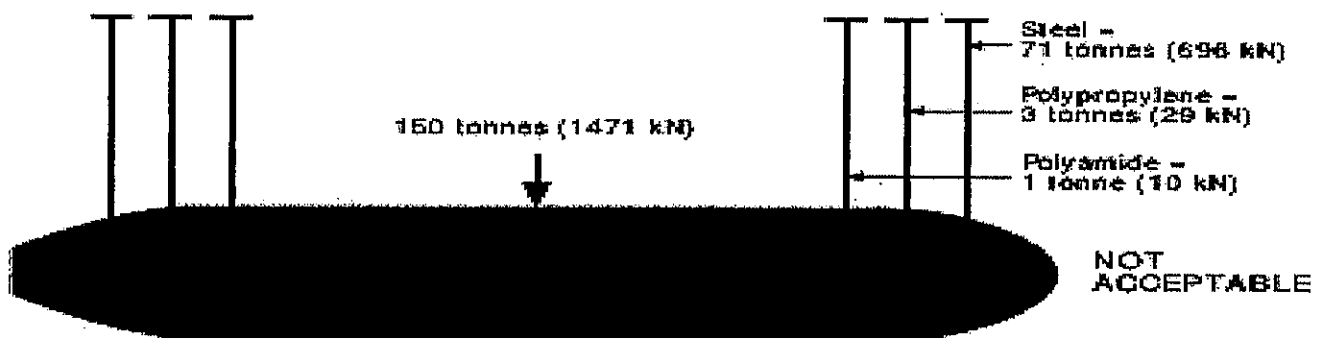 Steel –
71 tonnes (696 kN)
Polypropylene –
3 tonnes (29 kN)
150 tonnes (1471 kN)
Polyamide –
1 tonne (10 kN)
NOT
ACCEPTABLE